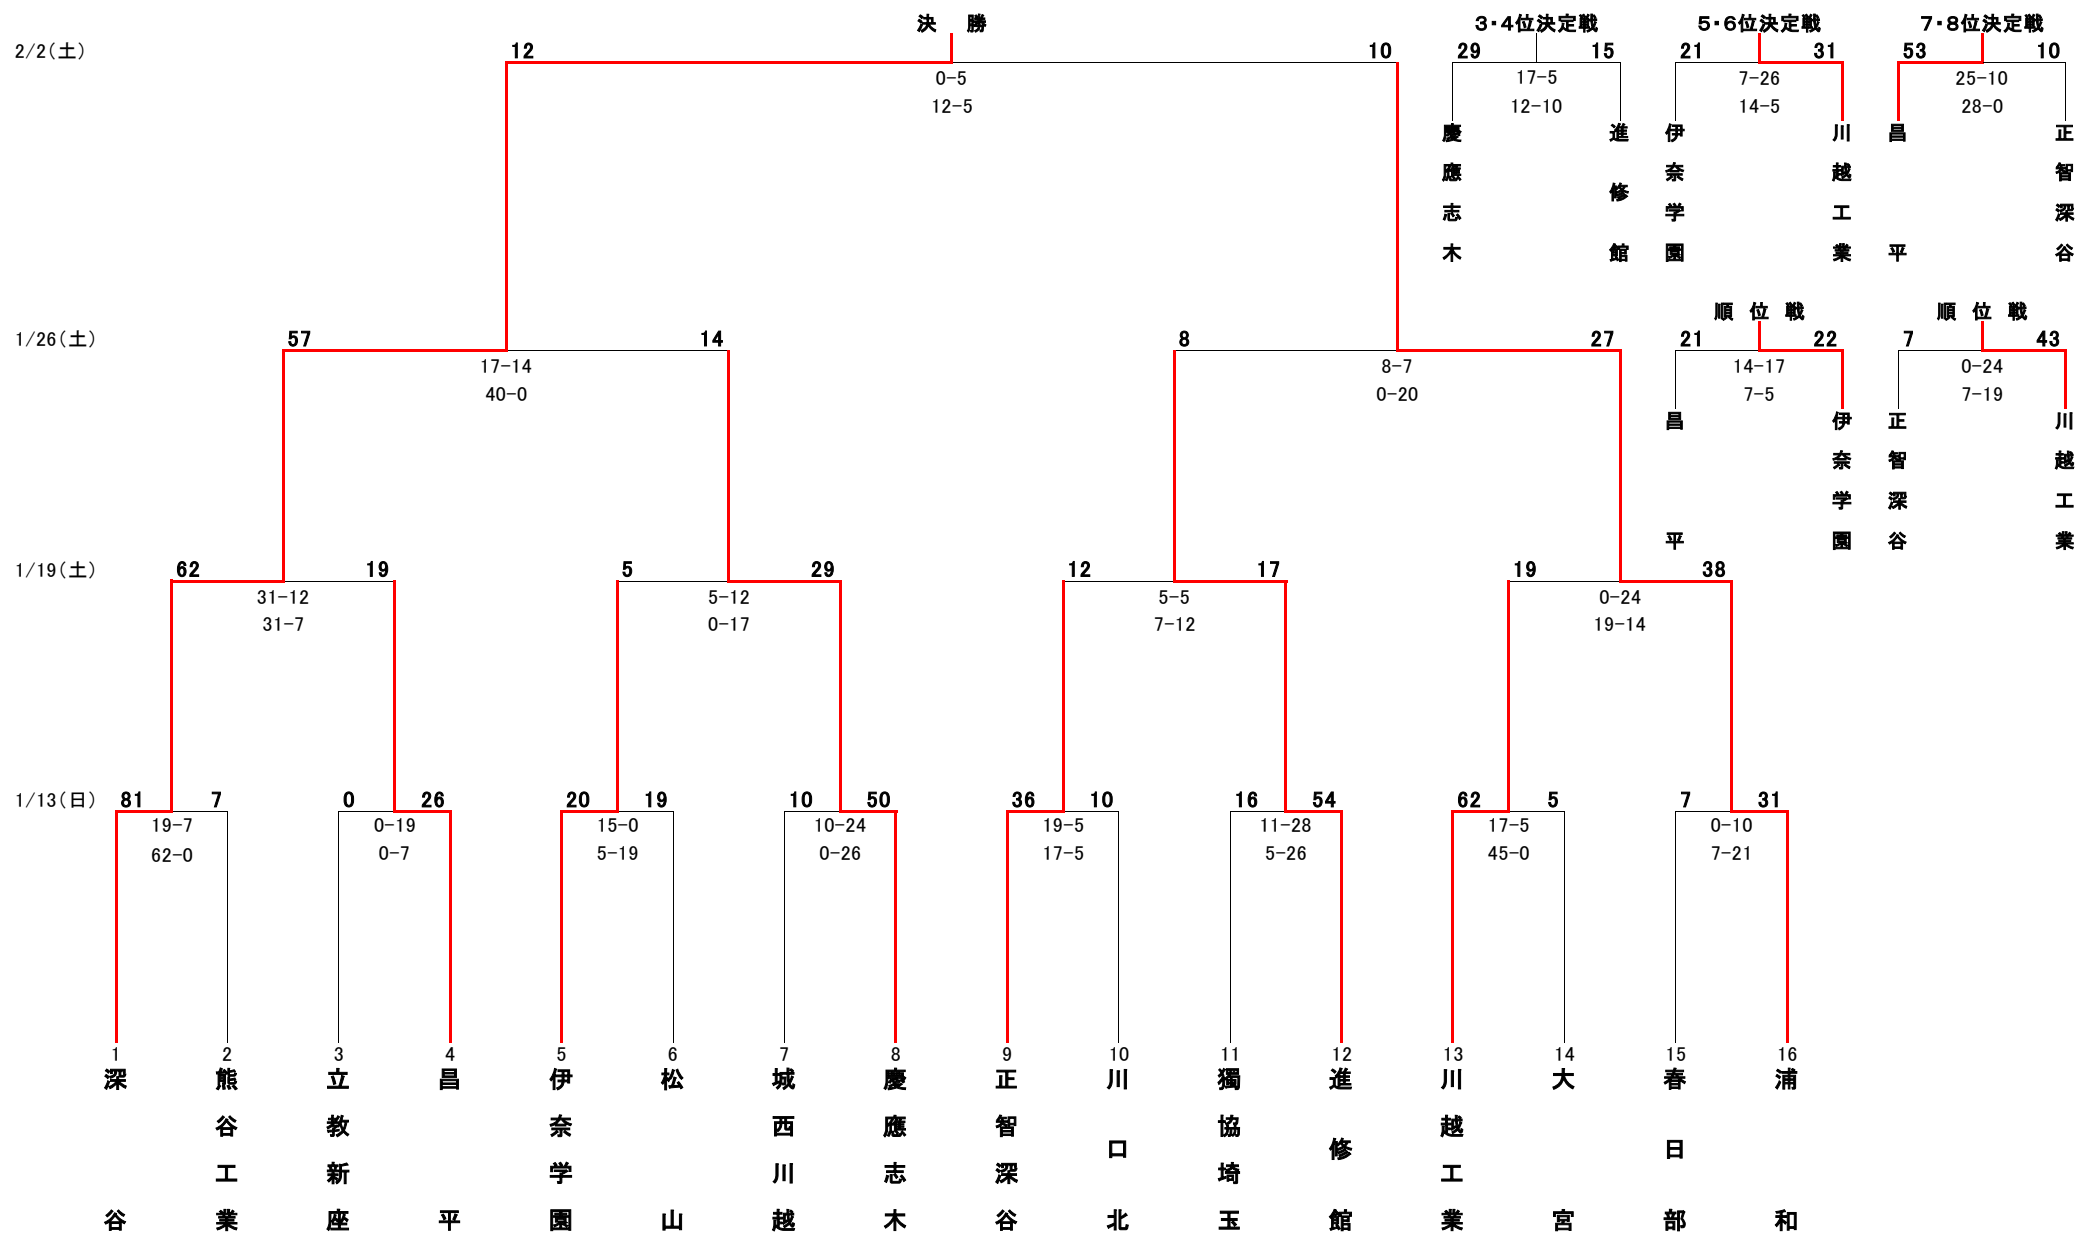 決　勝
3・4位決定戦
5・6位決定戦
7・8位決定戦
2/2(土)
12
10
29
15
21
31
53
10
0-5
12-5
17-5
12-10
7-26
14-5
25-10
28-0
慶應志木
進修館
伊奈学園
川越工業
昌平
正智深谷
順　位　戦
順　位　戦
1/26(土)
57
14
8
27
21
22
7
43
17-14
40-0
8-7
0-20
14-17
7-5
0-24
7-19
昌平
伊奈学園
正智深谷
川越工業
1/19(土)
62
19
5
29
12
17
19
38
31-12
31-7
5-12
0-17
5-5
7-12
0-24
19-14
1/13(日)
81
7
0
26
20
19
10
50
36
10
16
54
62
5
7
31
19-7
62-0
0-19
0-7
15-0
5-19
10-24
0-26
19-5
17-5
11-28
5-26
17-5
45-0
0-10
7-21
1
深谷
2
熊谷工業
3
立教新座
4
昌平
5
伊奈学園
6
松山
7
城西川越
8
慶應志木
9
正智深谷
10
川口北
11
獨協埼玉
12
進修館
13
川越工業
14
大宮
15
春日部
16
浦和